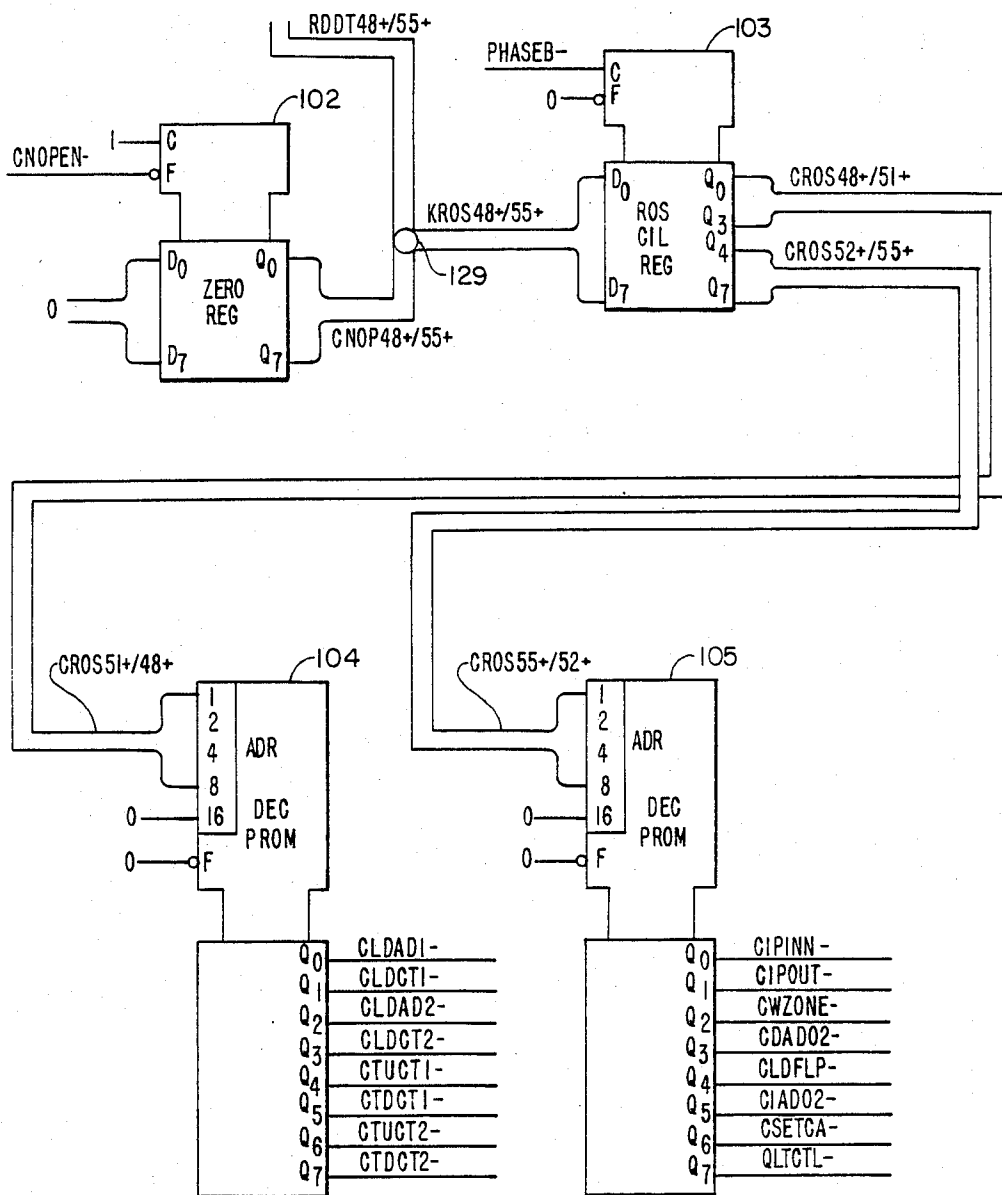 RDDT48+/55+
103
PHASEB-
C
0 F
102
1 C
CNOPEN- F
D0 Q0
ZERO
REG
0
D7 Q7
CNOP48+/55+
KROS48+/55+
129
D0 Q0
ROS
CIL
REG
Q3
Q4
D7 Q7
CROS48+/51+
CROS52+/55+
CROS51+/48+
104
1
2
4
8
0 16
ADR
DEC
PROM
0 F
Q0 CLDAD1-
Q1 CLDCT1-
Q2 CLDAD2-
Q3 CLDCT2-
Q4 CTUCT1-
Q5 CTDCT1-
Q6 CTUCT2-
Q7 CTDCT2-
CROS55+/52+
105
1
2
4
8
0 16
ADR
DEC
PROM
0 F
Q0 CIPINN-
Q1 CIPOUT-
Q2 CWZONE-
Q3 CDADO2-
Q4 CLDFLP-
Q5 CIADO2-
Q6 CSETCA-
Q7 QLTCTL-